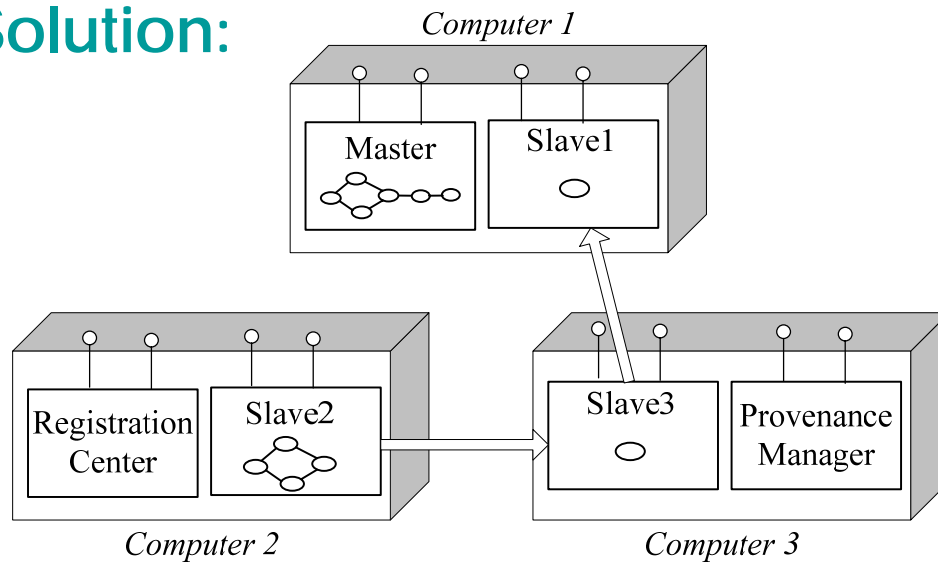 Solution:
Computer 1
Master
Slave1
Registration
Center
Slave2
Slave3
Provenance
Manager
Computer 2
Computer 3